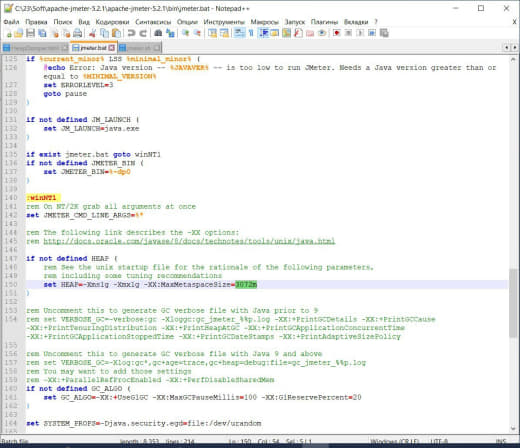 C:\23\Soft\apache-jmeter-5.2.1\apache-jmeter-5.2.1\bin\jmeter.bat - Notepad++
Файл Правка Поиск Вид Кодировки Синтаксисы Опции Инструменты Макросы Запуск Плагины Вкладки ?
HeapDumper.html jmeter.bat jmeter.sh
125 if %current_minor% LSS %minimal_minor% (
126 @echo Error: Java version -- %JAVAVER% -- is too low to run JMeter. Needs a Java version greater than or
equal to %MINIMAL_VERSION%
127 set ERRORLEVEL=3
128 goto pause
129 )
130
131 if not defined JM_LAUNCH (
132 set JM_LAUNCH=java.exe
133 )
134
135 if exist jmeter.bat goto winNT1
136 if not defined JMETER_BIN (
137 set JMETER_BIN=%~dp0
138 )
139
140 :winNT1
141 rem On NT/2K grab all arguments at once
142 set JMETER_CMD_LINE_ARGS=%*
143
144 rem The following link describes the -XX options:
145 rem http://docs.oracle.com/javase/8/docs/technotes/tools/unix/java.html
146
147 if not defined HEAP (
148 rem See the unix startup file for the rationale of the following parameters,
149 rem including some tuning recommendations
150 set HEAP=-Xms1g -Xmx1g -XX:MaxMetaspaceSize=3072m
151 )
152
153 rem Uncomment this to generate GC verbose file with Java prior to 9
154 rem set VERBOSE_GC=-verbose:gc -Xloggc:gc_jmeter_%%p.log -XX:+PrintGCDetails -XX:+PrintGCCause
-XX:+PrintTenuringDistribution -XX:+PrintHeapAtGC -XX:+PrintGCApplicationConcurrentTime
-XX:+PrintGCApplicationStoppedTime -XX:+PrintGCDateStamps -XX:+PrintAdaptiveSizePolicy
155
156 rem Uncomment this to generate GC verbose file with Java 9 and above
157 rem set VERBOSE_GC=-Xlog:gc*,gc+age=trace,gc+heap=debug:file=gc_jmeter_%%p.log
158 rem You may want to add those settings
159 rem -XX:+ParallelRefProcEnabled -XX:+PerfDisableSharedMem
160 if not defined GC_ALGO (
161 set GC_ALGO=-XX:+UseG1GC -XX:MaxGCPauseMillis=100 -XX:G1ReservePercent=20
162 )
163
164 set SYSTEM_PROPS=-Djava.security.egd=file:/dev/urandom
Batch file length : 8 353 lines : 214 Ln : 150 Col : 54 Sel : 5 | 1 Windows (CR LF) UTF-8 INS